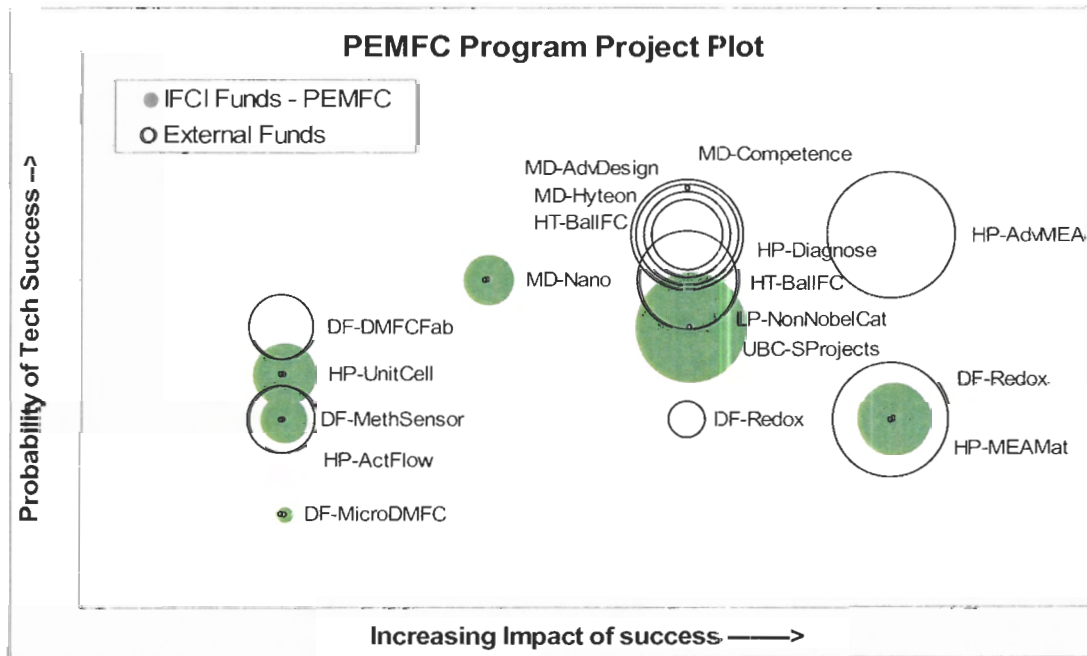 PEMFC Program Project Plot
IFCI Funds - PEMFC
External Funds
MD-Competence
MD-AdvDesign
MD-Hyteon
HT-BallFC
HP-AdvMEA
HP-Diagnose
MD-Nano
HT-BallFC
LP-NonNobelCat
DF-DMFCFab
UBC-SProjects
HP-UnitCell
DF-Redox
DF-MethSensor
DF-Redox
HP-MEAMat
HP-ActFlow
DF-MicroDMFC
Probability of Tech Success -->
Increasing Impact of success ———>